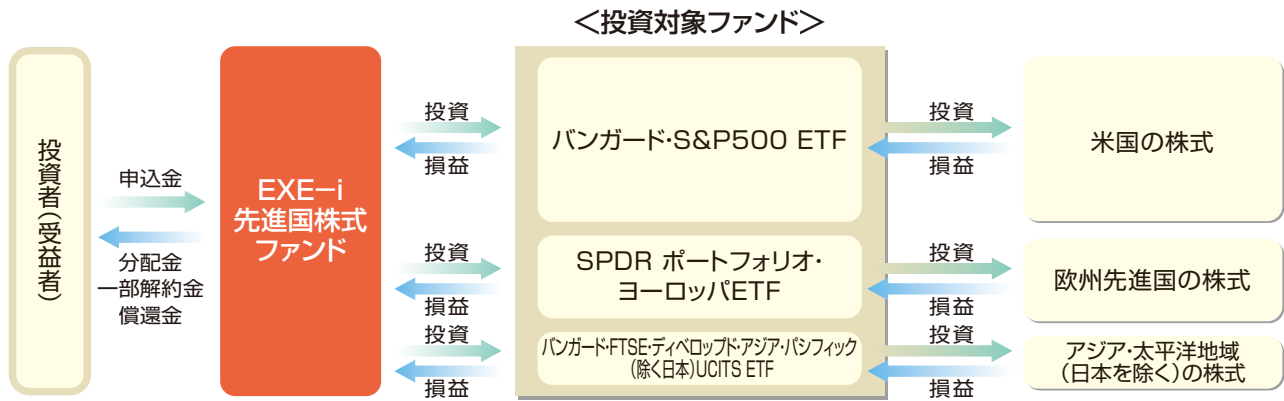 ＜投資対象ファンド＞
投資者（受益者）
申込金
分配金
一部解約金
償還金
EXE－i
先進国株式
ファンド
投資
損益
バンガード・S&P500 ETF
投資
損益
米国の株式
投資
損益
SPDR ポートフォリオ・
ヨーロッパETF
投資
損益
欧州先進国の株式
投資
損益
バンガード・FTSE・ディベロップド・アジア・パシフィック
（除く日本）UCITS ETF
投資
損益
アジア・太平洋地域
（日本を除く）の株式